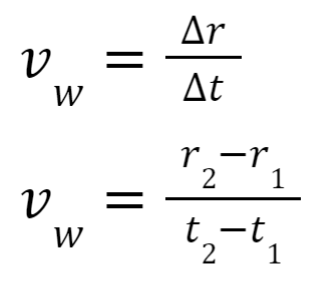 v_w = Δr/Δt
v_w = r_2−r_1/t_2−t_1